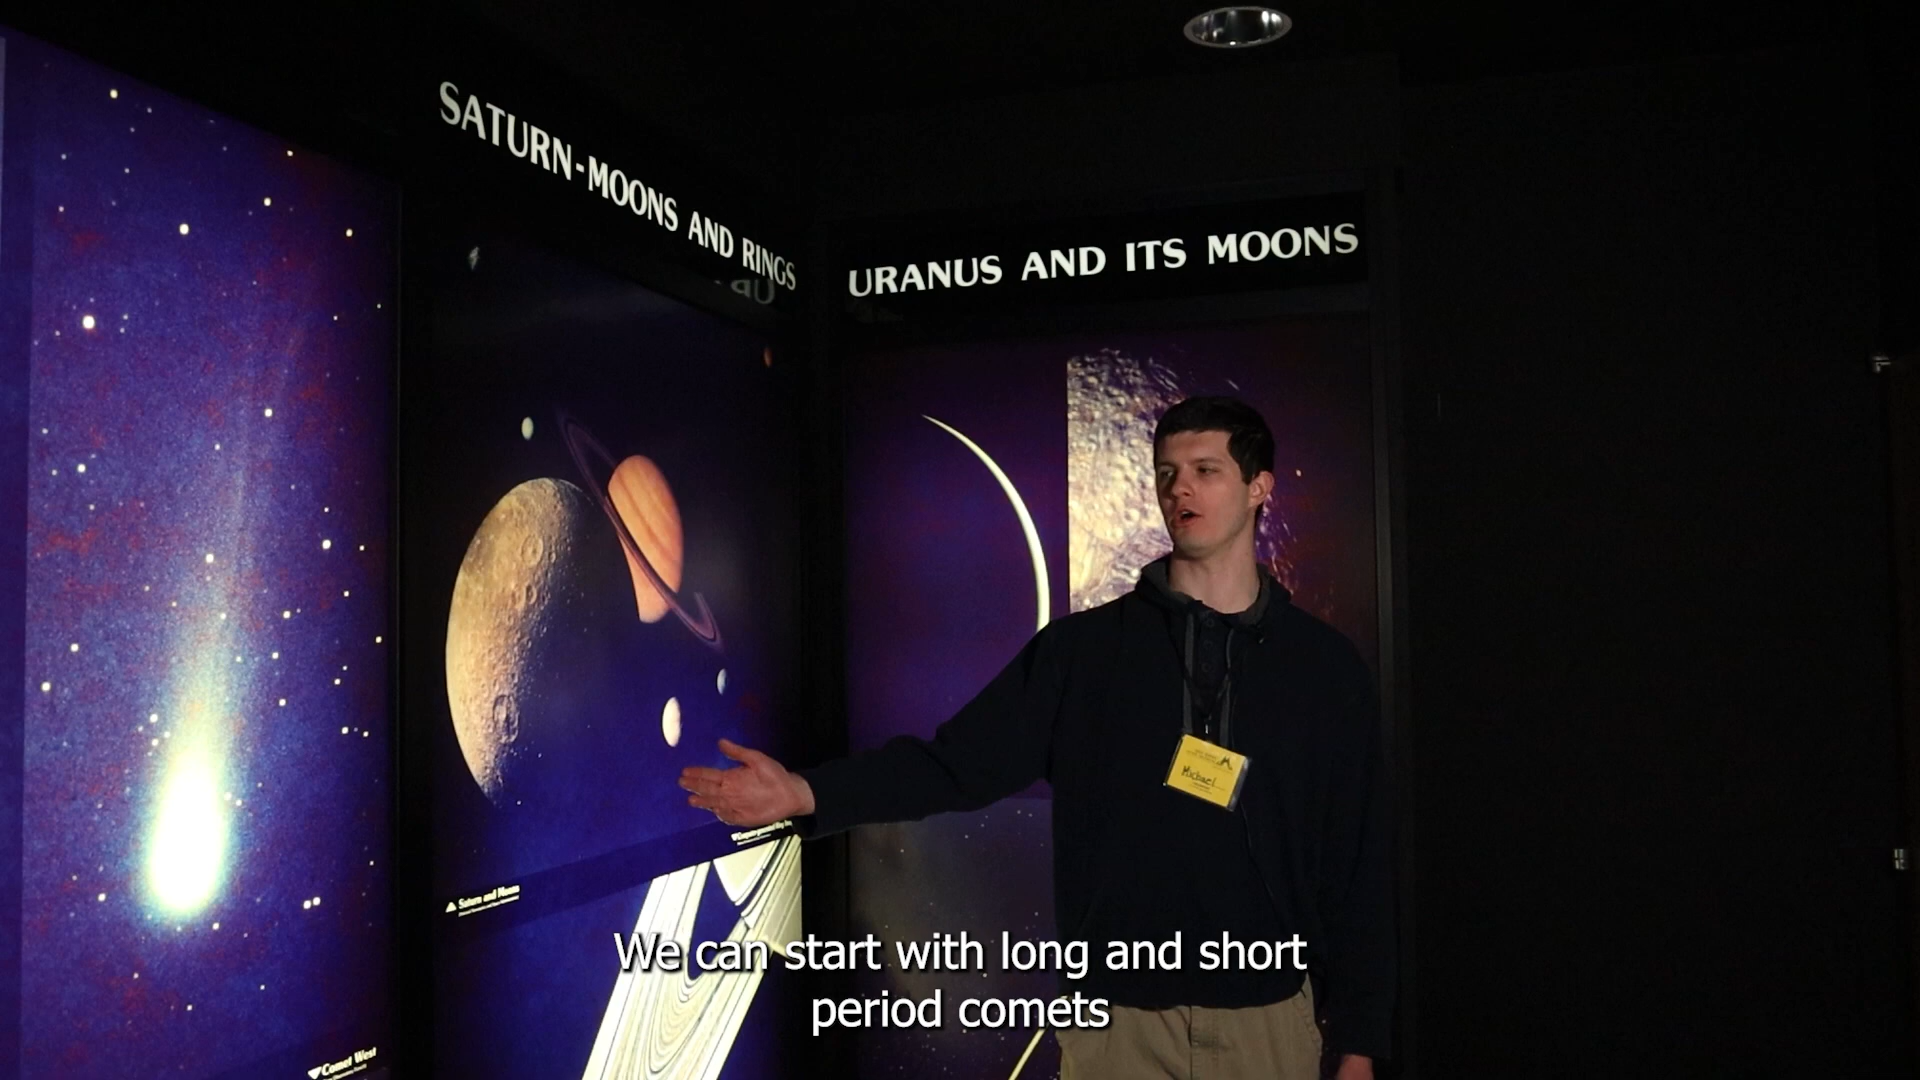 SATURN-MOONS AND RINGS
URANUS AND ITS MOONS
Michael
Saturn and Moons
Comet West
We can start with long and short
period comets